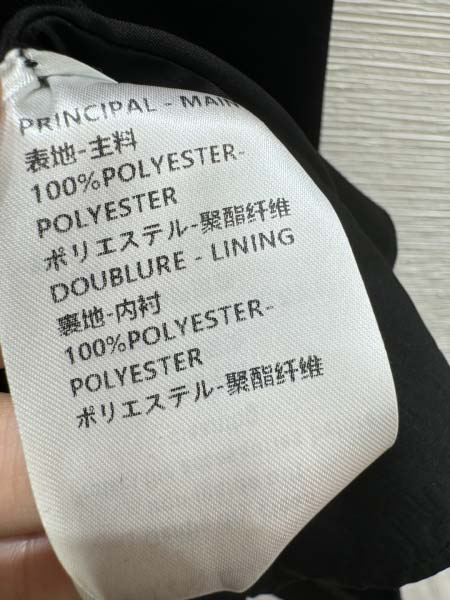 PRINCIPAL - MAIN
表地-主料
100%POLYESTER-
POLYESTER
ポリエステル-聚酯纤维
DOUBLURE - LINING
裏地-内衬
100%POLYESTER-
POLYESTER
ポリエステル-聚酯纤维